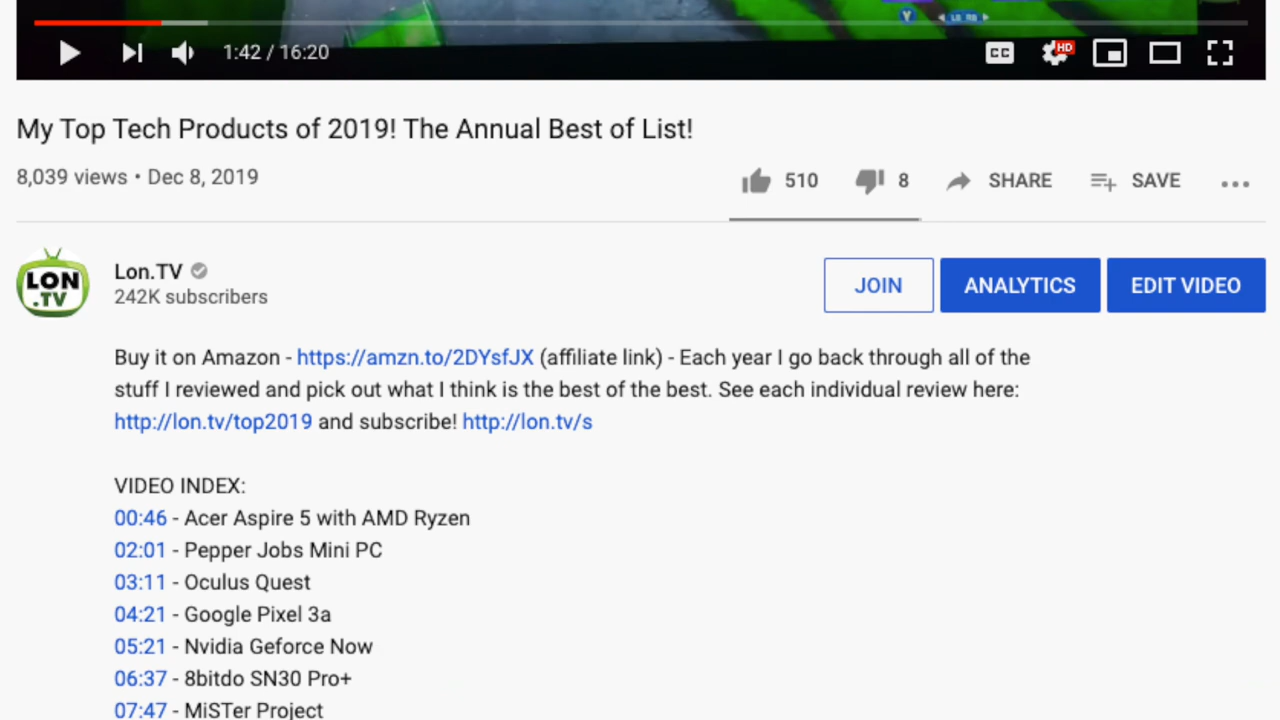 Y LB RB
1:42 / 16:20
CC
HD
My Top Tech Products of 2019! The Annual Best of List!
8,039 views • Dec 8, 2019
510
8
SHARE
SAVE
LON
.TV
Lon.TV
242K subscribers
JOIN
ANALYTICS
EDIT VIDEO
Buy it on Amazon - https://amzn.to/2DYsfJX (affiliate link) - Each year I go back through all of the
stuff I reviewed and pick out what I think is the best of the best. See each individual review here:
http://lon.tv/top2019 and subscribe! http://lon.tv/s
VIDEO INDEX:
00:46 - Acer Aspire 5 with AMD Ryzen
02:01 - Pepper Jobs Mini PC
03:11 - Oculus Quest
04:21 - Google Pixel 3a
05:21 - Nvidia Geforce Now
06:37 - 8bitdo SN30 Pro+
07:47 - MiSTer Project